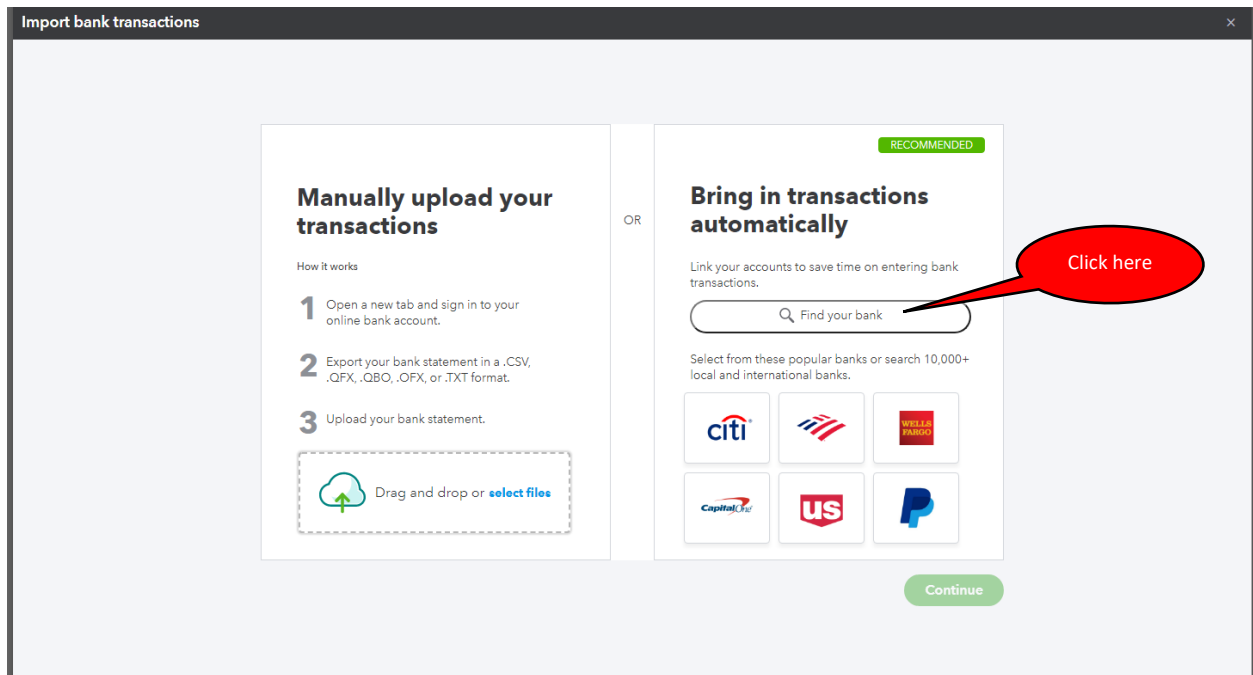 Import bank transactions
Manually upload your
transactions
How it works
1 Open a new tab and sign in to your
online bank account.
2 Export your bank statement in a .CSV,
.QFX, .QBO, .OFX, or .TXT format.
3 Upload your bank statement.
Drag and drop or select files
OR
RECOMMENDED
Bring in transactions
automatically
Link your accounts to save time on entering bank
transactions.
Find your bank
Click here
Select from these popular banks or search 10,000+
local and international banks.
citi
WELLS
FARGO
Capital One
us
Continue